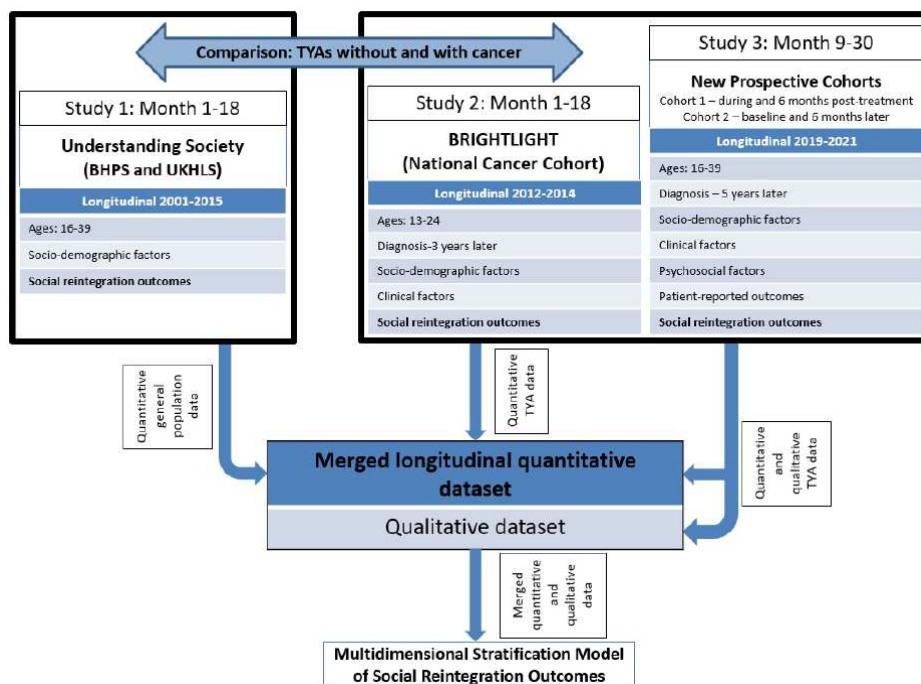 Comparison: TYAs without and with cancer
Study 1: Month 1-18
Understanding Society
(BHPS and UKHLS)
Longitudinal 2001-2015
Ages: 16-39
Socio-demographic factors
Social reintegration outcomes
Study 2: Month 1-18
BRIGHTLIGHT
(National Cancer Cohort)
Longitudinal 2012-2014
Ages: 13-24
Diagnosis-3 years later
Socio-demographic factors
Clinical factors
Social reintegration outcomes
Study 3: Month 9-30
New Prospective Cohorts
Cohort 1 – during and 6 months post-treatment
Cohort 2 – baseline and 6 months later
Longitudinal 2019-2021
Ages: 16-39
Diagnosis – 5 years later
Socio-demographic factors
Clinical factors
Psychosocial factors
Patient-reported outcomes
Social reintegration outcomes
Quantitative
general
population
data
Quantitative
TYA data
Quantitative
and
qualitative
TYA data
Merged longitudinal quantitative
dataset
Qualitative dataset
Merged
quantitative
and
qualitative
data
Multidimensional Stratification Model
of Social Reintegration Outcomes